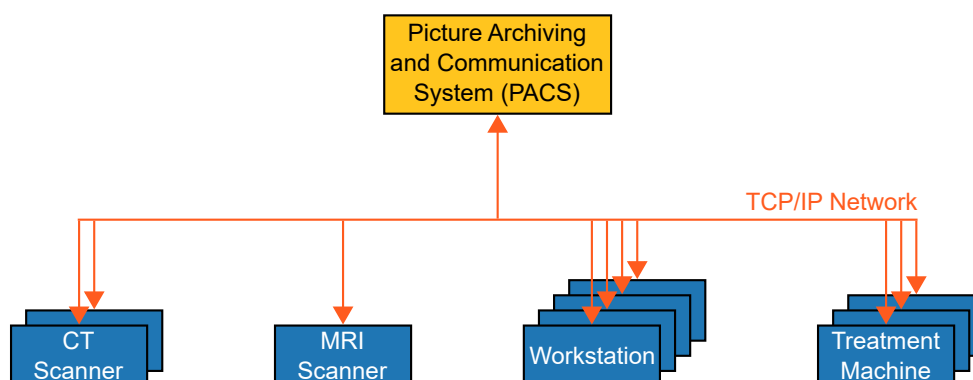 Picture Archiving
and Communication
System (PACS)
TCP/IP Network
CT
Scanner
MRI
Scanner
Workstation
Treatment
Machine